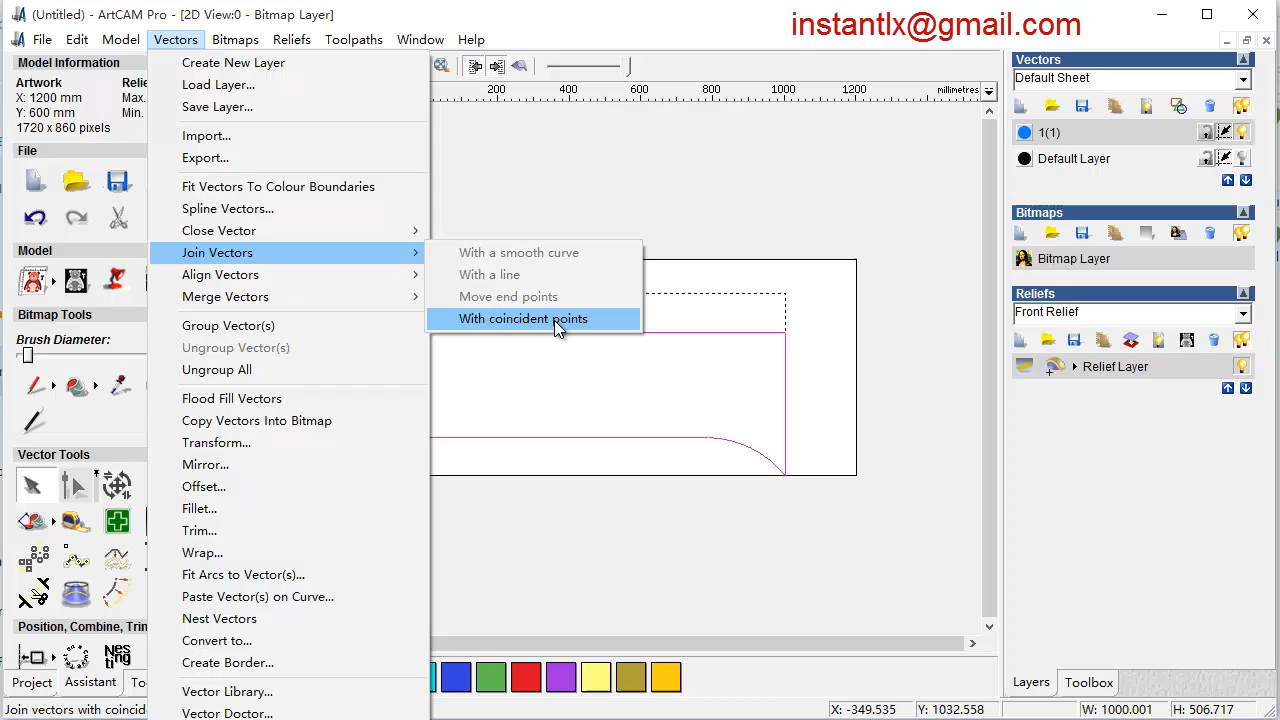 (Untitled) - ArtCAM Pro - [2D View:0 - Bitmap Layer]
instantlx@gmail.com
File Edit Model Vectors Bitmaps Reliefs Toolpaths Window Help
Model Information
Artwork Relie
X: 1200 mm Max.
Y: 600 mm Min.
1720 x 860 pixels
File
Model
Bitmap Tools
Brush Diameter:
Vector Tools
Position, Combine, Trin
Nes
ting
Project Assistant To
Join vectors with coincid
Create New Layer
Load Layer...
Save Layer...
Import...
Export...
Fit Vectors To Colour Boundaries
Spline Vectors...
Close Vector
Join Vectors
Align Vectors
Merge Vectors
Group Vector(s)
Ungroup Vector(s)
Ungroup All
Flood Fill Vectors
Copy Vectors Into Bitmap
Transform...
Mirror...
Offset...
Fillet...
Trim...
Wrap...
Fit Arcs to Vector(s)...
Paste Vector(s) on Curve...
Nest Vectors
Convert to...
Create Border...
Vector Library...
Vector Doctor...
With a smooth curve
With a line
Move end points
With coincident points
200 400 600 800 1000 1200 millimetres
Vectors
Default Sheet
1(1)
Default Layer
Bitmaps
Bitmap Layer
Reliefs
Front Relief
Relief Layer
Layers Toolbox
X: -349.535 Y: 1032.558 W: 1000.001 H: 506.717